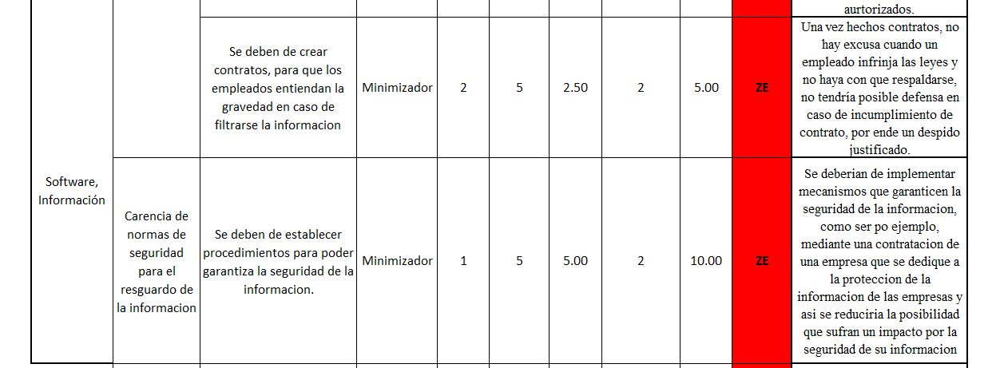 aurtorizados.
Se deben de crear
contratos, para que los
empleados entiendan la
gravedad en caso de
filtrarse la informacion
Minimizador
2
5
2.50
2
5.00
ZE
Una vez hechos contratos, no
hay excusa cuando un
empleado infrinja las leyes y
no haya con que respaldarse,
no tendría posible defensa en
caso de incumplimiento de
contrato, por ende un despido
justificado.
Software,
Información
Carencia de
normas de
seguridad
para el
resguardo de
la informacion
Se deben de establecer
procedimientos para poder
garantiza la seguridad de la
informacion.
Minimizador
1
5
5.00
2
10.00
ZE
Se deberian de implementar
mecanismos que garanticen la
seguridad de la informacion,
como ser po ejemplo,
mediante una contratacion de
una empresa que se dedique a
la proteccion de la
informacion de las empresas y
asi se reduciria la posibilidad
que sufran un impacto por la
seguridad de su informacion